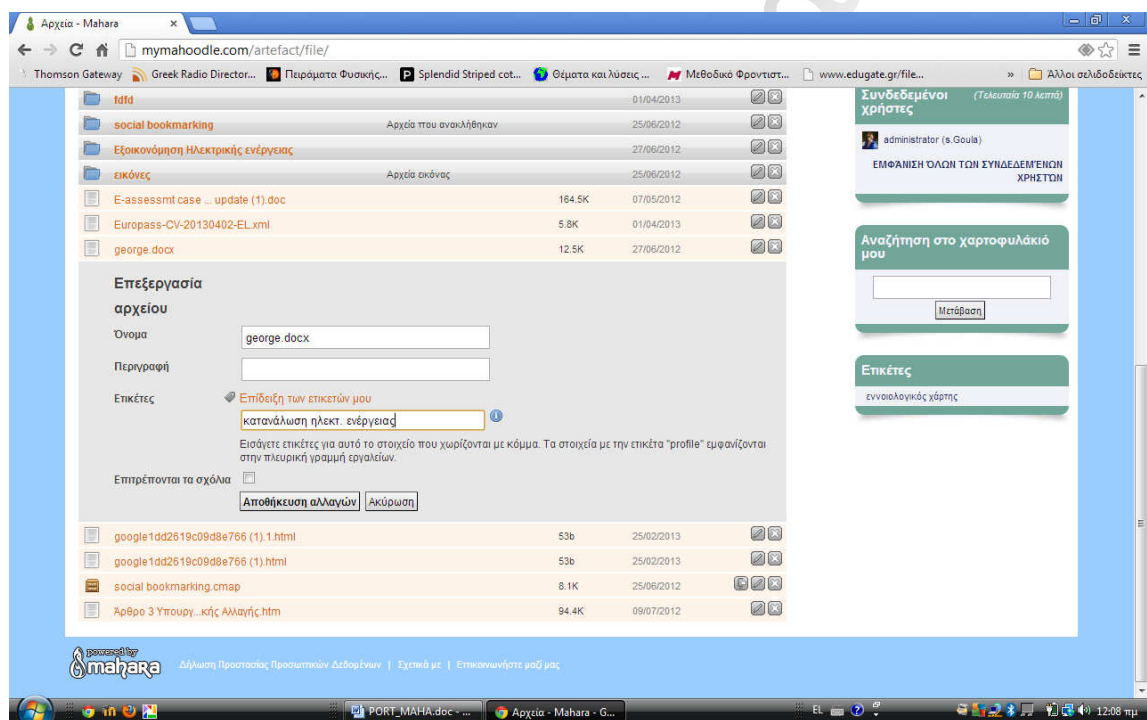 Αρχεία - Mahara
mymahoodle.com/artefact/file/
Thomson Gateway Greek Radio Director... Πειράματα Φυσικής,... Splendid Striped cot... Θέματα και λύσεις ... Μεθοδικό Φροντιστ... www.edugate.gr/file... » Άλλοι σελιδοδείκτες
fdfd 01/04/2013
social bookmarking Αρχεία που ανακλήθηκαν 25/06/2012
Εξοικονόμηση Ηλεκτρικής ενέργειας 27/06/2012
εικόνες Αρχεία εικόνας 25/06/2012
E-assessmt case ... update (1).doc 164.5K 07/05/2012
Europass-CV-20130402-EL.xml 5.8K 01/04/2013
george.docx 12.5K 27/06/2012
Επεξεργασία
αρχείου
Όνομα george.docx
Περιγραφή
Ετικέτες Επίδειξη των ετικετών μου
κατανάλωση ηλεκτ. ενέργειας
Εισάγετε ετικέτες για αυτό το στοιχείο που χωρίζονται με κόμμα. Τα στοιχεία με την ετικέτα "profile" εμφανίζονται
στην πλευρική γραμμή εργαλείων.
Επιτρέπονται τα σχόλια
Αποθήκευση αλλαγών Ακύρωση
google1dd2619c09d8e766 (1).1.html 53b 25/02/2013
google1dd2619c09d8e766 (1).html 53b 25/02/2013
social bookmarking.cmap 8.1K 25/06/2012
Άρθρο 3 Υπουργ...κής Αλλαγής.htm 94.4K 09/07/2012
Συνδεδεμένοι (Τελευταία 10 λεπτά)
χρήστες
administrator (s.Goula)
ΕΜΦΆΝΙΣΗ ΌΛΩΝ ΤΩΝ ΣΥΝΔΕΔΕΜΈΝΩΝ
ΧΡΗΣΤΏΝ
Αναζήτηση στο χαρτοφυλάκιό
μου
Μετάβαση
Ετικέτες
εννοιολογικός χάρτης
powered by
mahara
Δήλωση Προστασίας Προσωπικών Δεδομένων | Σχετικά με | Επικοινωνήστε μαζί μας
PORT_MAHA.doc - ... Αρχεία - Mahara - G... EL 12:08 πμ